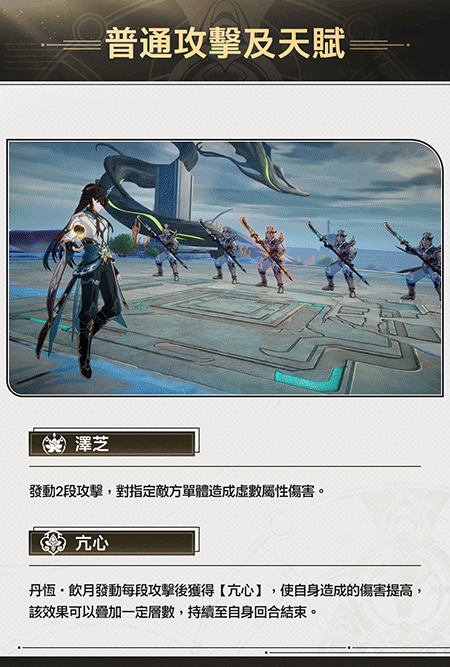 普通攻擊及天賦
澤芝
發動2段攻擊，對指定敵方單體造成虛數屬性傷害。
亢心
丹恆・飲月發動每段攻擊後獲得【亢心】，使自身造成的傷害提高，
該效果可以疊加一定層數，持續至自身回合結束。